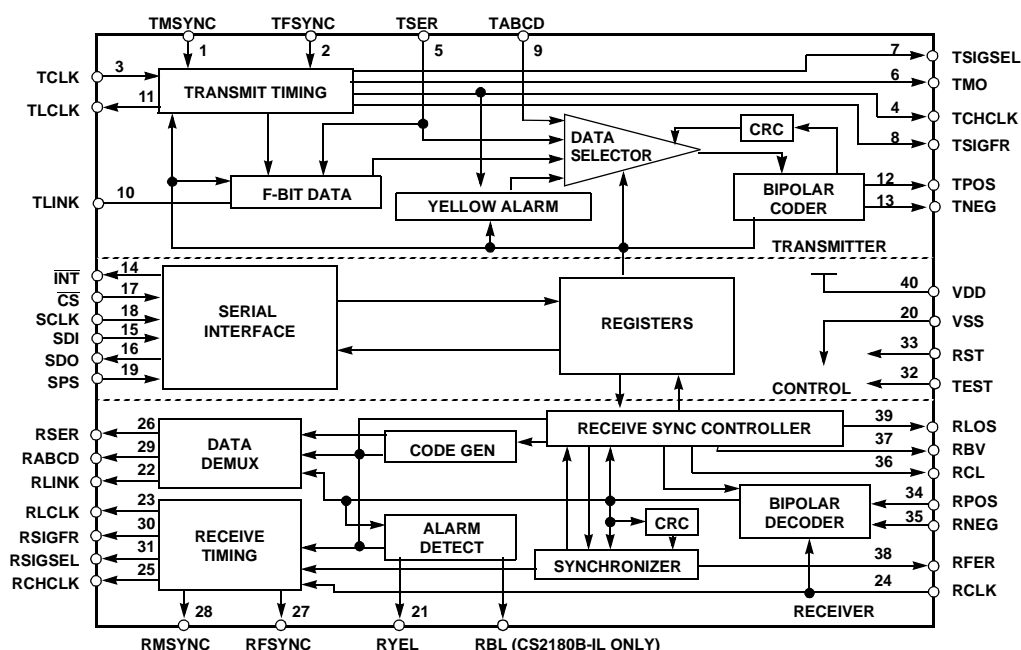 TMSYNC TFSYNC TSER TABCD
1 2 5 9
TCLK 3
TLCLK 11
TLINK 10
TRANSMIT TIMING
F-BIT DATA
YELLOW ALARM
DATA
SELECTOR
CRC
BIPOLAR
CODER
7 TSIGSEL
6 TMO
4 TCHCLK
8 TSIGFR
12 TPOS
13 TNEG
TRANSMITTER
INT 14
CS 17
SCLK 18
SDI 15
SDO 16
SPS 19
SERIAL
INTERFACE
REGISTERS
40 VDD
20 VSS
33 RST
32 TEST
CONTROL
RSER 26
RABCD 29
RLINK 22
RLCLK 23
RSIGFR 30
RSIGSEL 31
RCHCLK 25
DATA
DEMUX
RECEIVE
TIMING
CODE GEN
ALARM
DETECT
RECEIVE SYNC CONTROLLER
CRC
SYNCHRONIZER
BIPOLAR
DECODER
39 RLOS
37 RBV
36 RCL
34 RPOS
35 RNEG
38 RFER
24 RCLK
RECEIVER
28 27 21
RMSYNC RFSYNC RYEL RBL (CS2180B-IL ONLY)